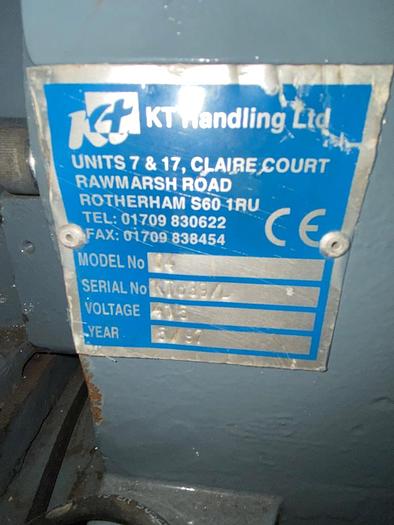 Kt KT Handling Ltd
UNITS 7 & 17, CLAIRE COURT
RAWMARSH ROAD
ROTHERHAM S60 1RU
TEL: 01709 830622
FAX: 01709 838454
CE
MODEL No
SERIAL No
VOLTAGE
YEAR